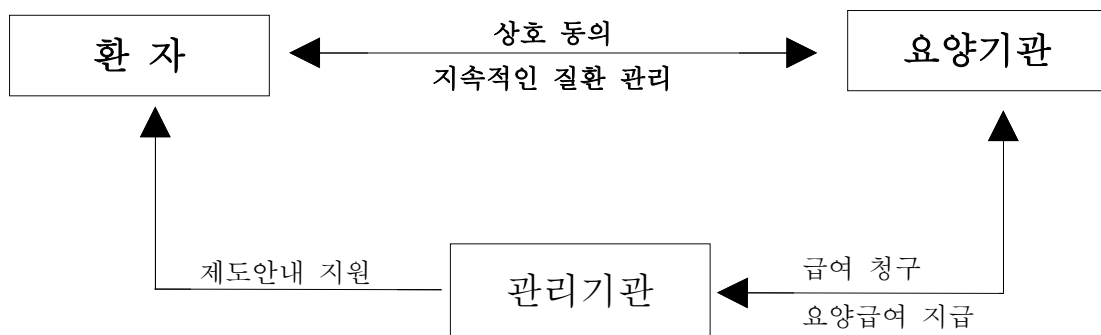 환 자
상호 동의
지속적인 질환 관리
요양기관
제도안내 지원
관리기관
급여 청구
요양급여 지급